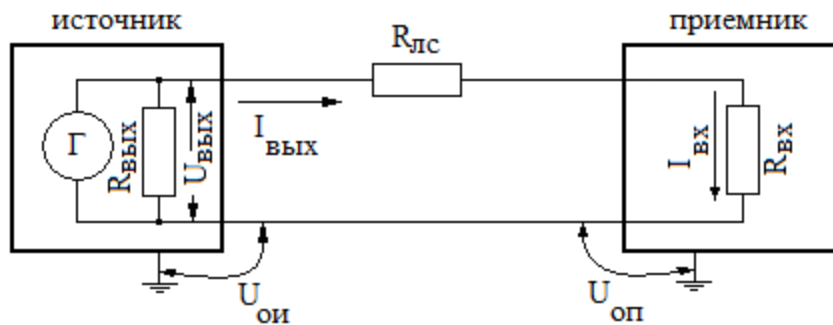 источник
приемник
Rлс
Г
Rвых
Uвых
Iвых
Iвх
Rвх
Uои
Uоп